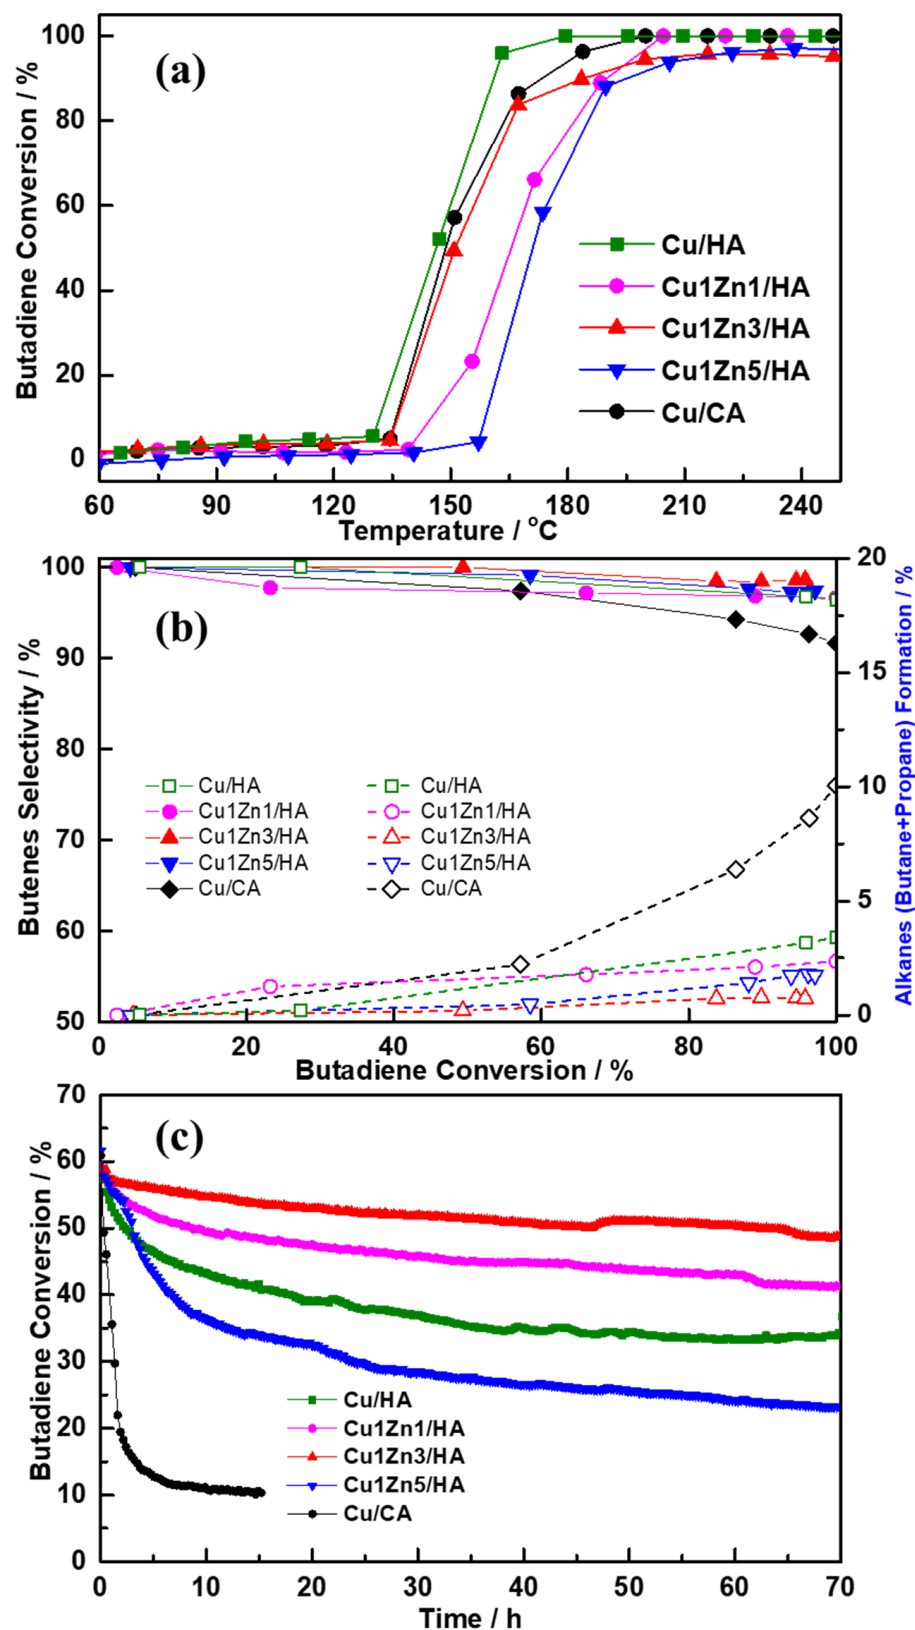 (a)
Butadiene Conversion / %
100
80
60
40
20
0
Cu/HA
Cu1Zn1/HA
Cu1Zn3/HA
Cu1Zn5/HA
Cu/CA
60 90 120 150 180 210 240
Temperature / °C
(b)
Butenes Selectivity / %
100
90
80
70
60
50
Alkanes (Butane+Propane) Formation / %
20
15
10
5
0
Cu/HA Cu/HA
Cu1Zn1/HA Cu1Zn1/HA
Cu1Zn3/HA Cu1Zn3/HA
Cu1Zn5/HA Cu1Zn5/HA
Cu/CA Cu/CA
0 20 40 60 80 100
Butadiene Conversion / %
(c)
Butadiene Conversion / %
70
60
50
40
30
20
10
0
Cu/HA
Cu1Zn1/HA
Cu1Zn3/HA
Cu1Zn5/HA
Cu/CA
0 10 20 30 40 50 60 70
Time / h